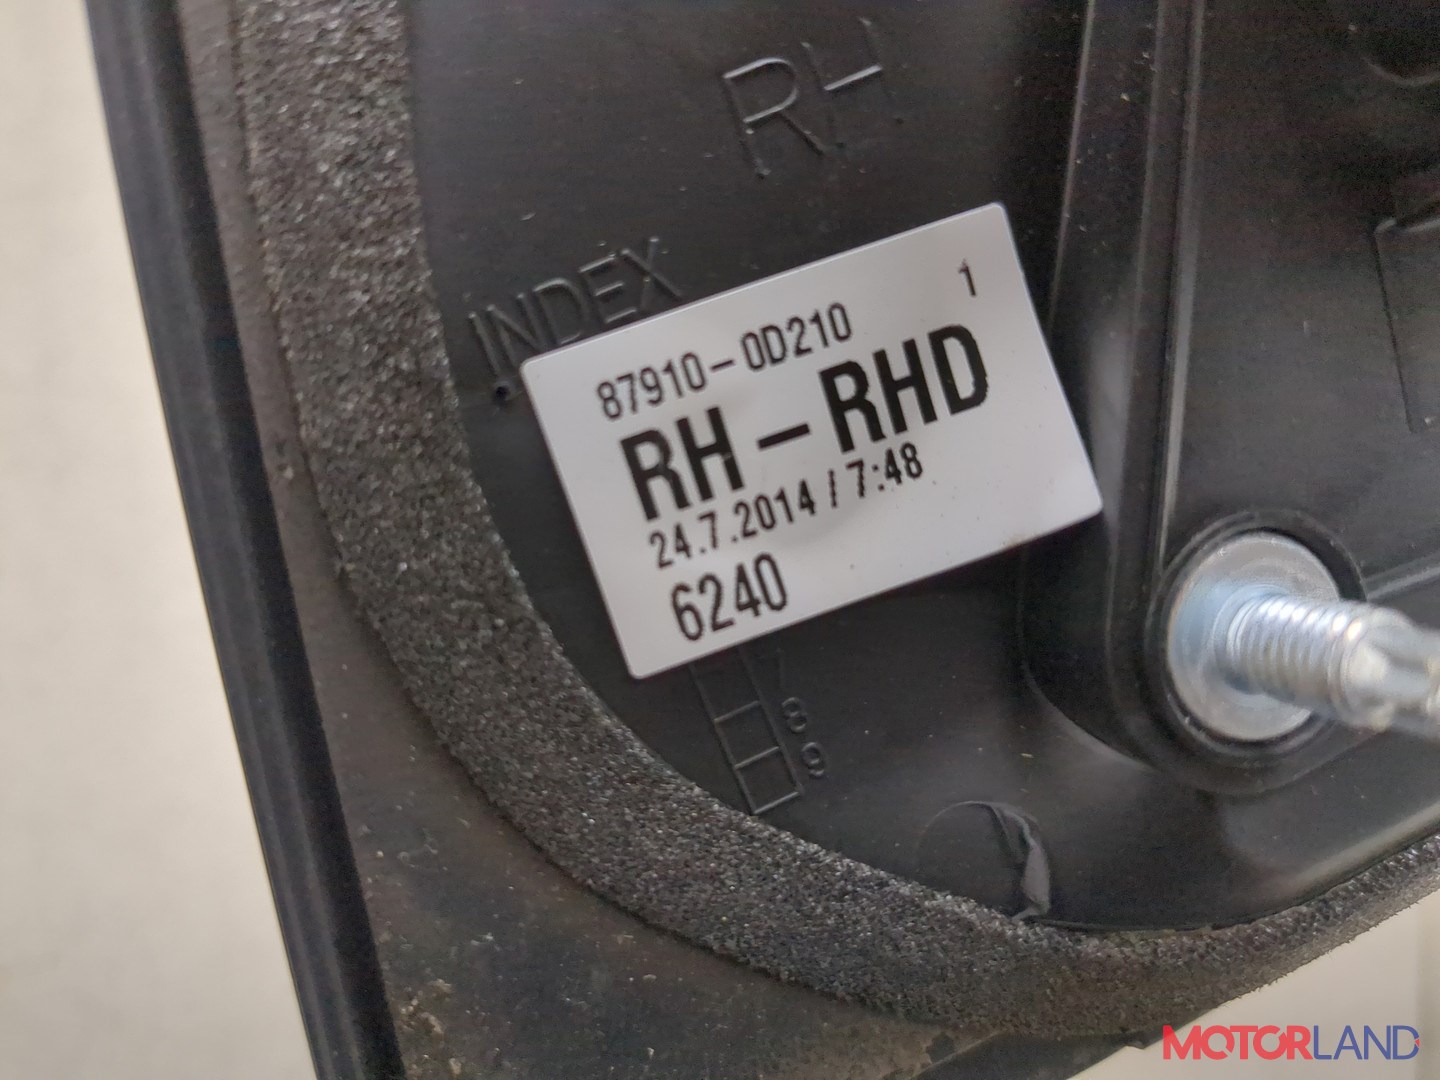 RH
INDEX
1
87910-0D210
RH-RHD
24.7.2014 / 7:48
6240
8
9
MOTORLAND